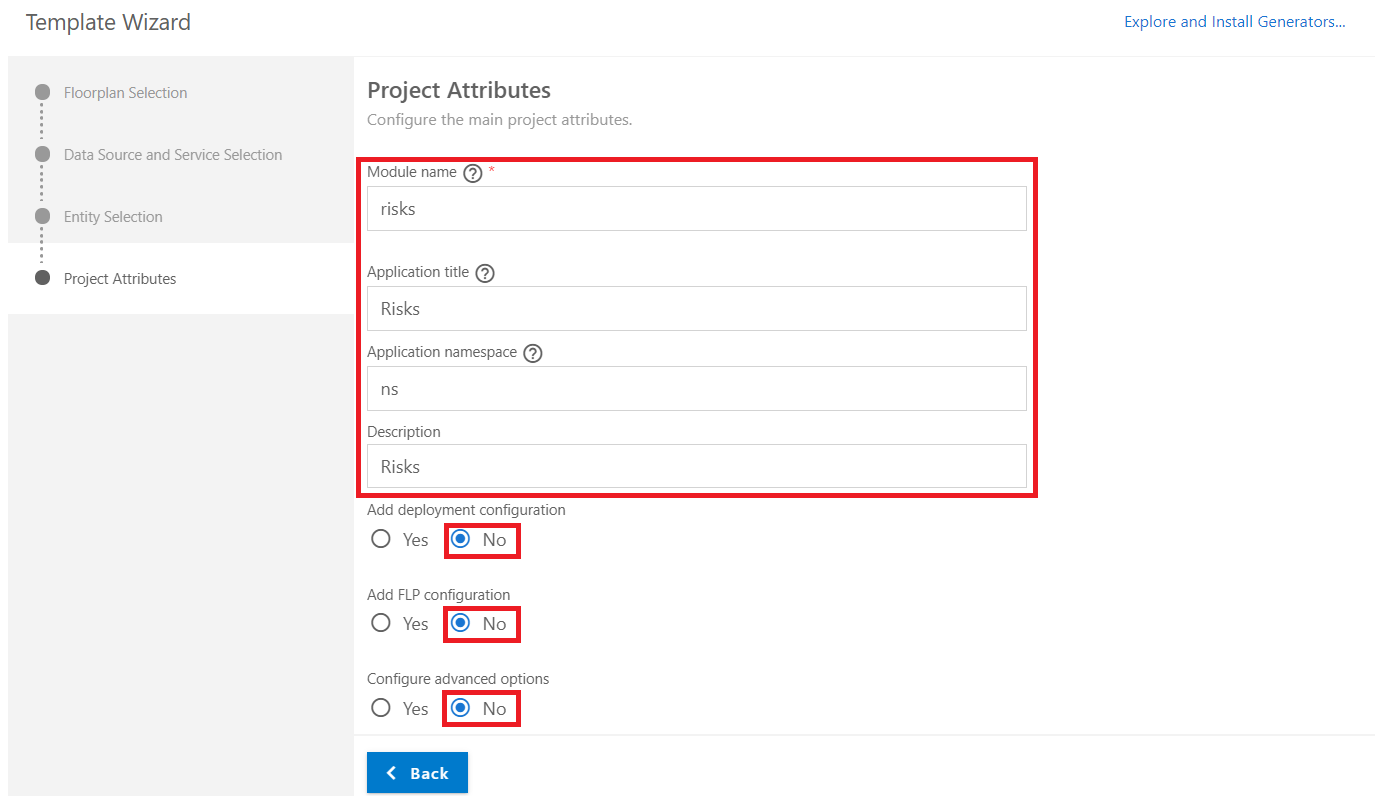 Template Wizard
Explore and Install Generators...
Floorplan Selection
Data Source and Service Selection
Entity Selection
Project Attributes
Project Attributes
Configure the main project attributes.
Module name ? *
risks
Application title ?
Risks
Application namespace ?
ns
Description
Risks
Add deployment configuration
Yes No
Add FLP configuration
Yes No
Configure advanced options
Yes No
Back